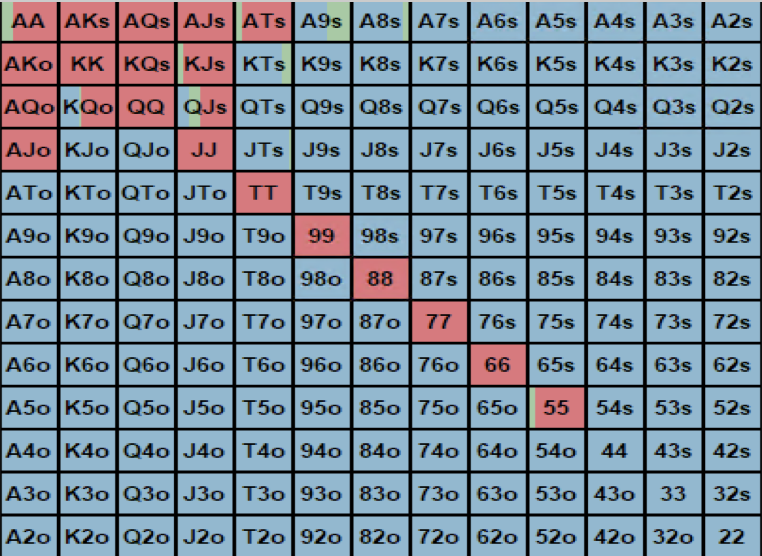 AA AKs AQs AJs ATs A9s A8s A7s A6s A5s A4s A3s A2s
AKo KK KQs KJs KTs K9s K8s K7s K6s K5s K4s K3s K2s
AQo KQo QQ QJs QTs Q9s Q8s Q7s Q6s Q5s Q4s Q3s Q2s
AJo KJo QJo JJ JTs J9s J8s J7s J6s J5s J4s J3s J2s
ATo KTo QTo JTo TT T9s T8s T7s T6s T5s T4s T3s T2s
A9o K9o Q9o J9o T9o 99 98s 97s 96s 95s 94s 93s 92s
A8o K8o Q8o J8o T8o 98o 88 87s 86s 85s 84s 83s 82s
A7o K7o Q7o J7o T7o 97o 87o 77 76s 75s 74s 73s 72s
A6o K6o Q6o J6o T6o 96o 86o 76o 66 65s 64s 63s 62s
A5o K5o Q5o J5o T5o 95o 85o 75o 65o 55 54s 53s 52s
A4o K4o Q4o J4o T4o 94o 84o 74o 64o 54o 44 43s 42s
A3o K3o Q3o J3o T3o 93o 83o 73o 63o 53o 43o 33 32s
A2o K2o Q2o J2o T2o 92o 82o 72o 62o 52o 42o 32o 22